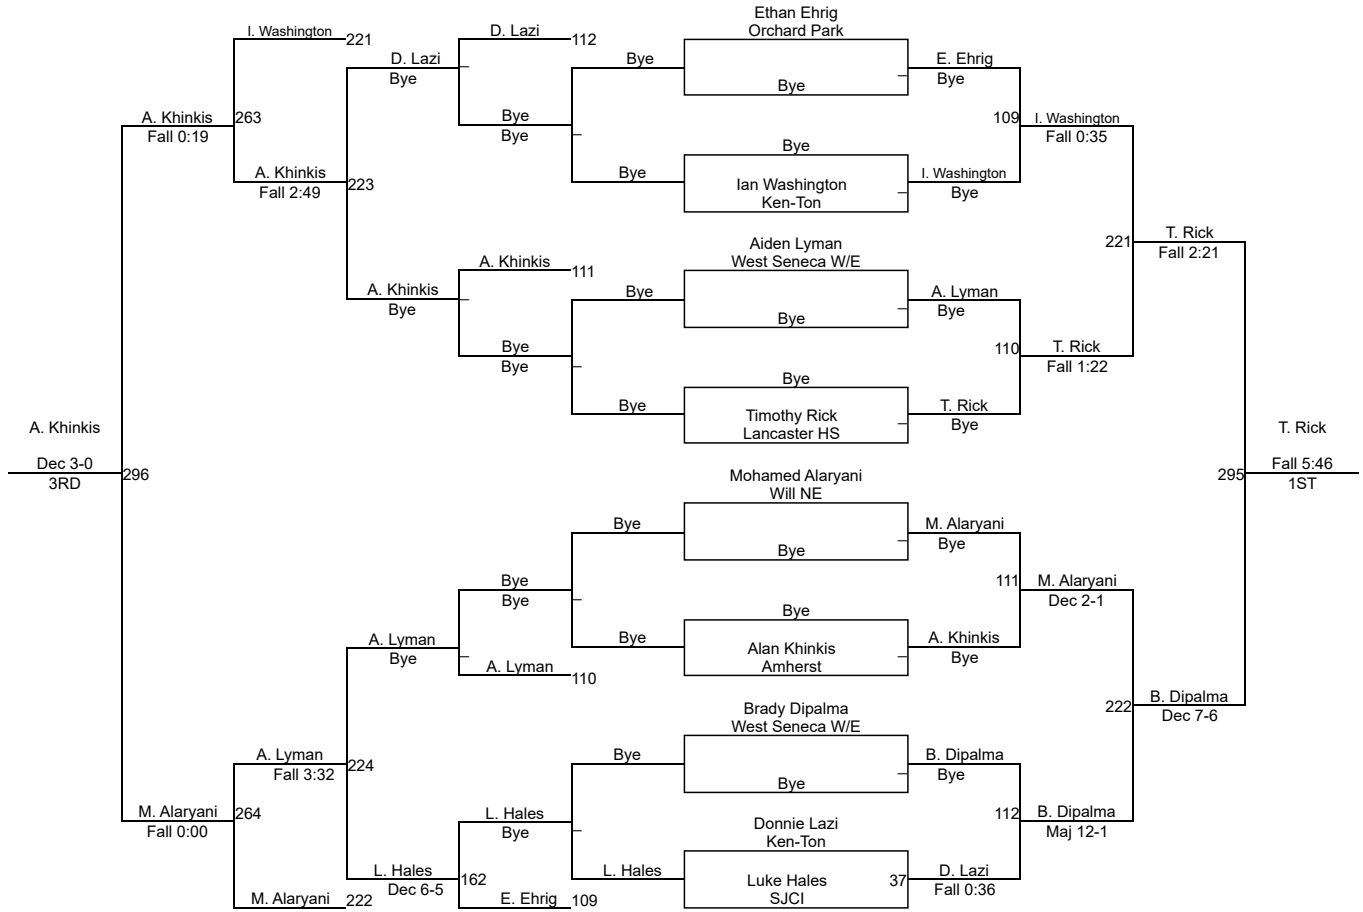 Ethan Ehrig
Orchard Park
I. Washington
221
D. Lazi
112
D. Lazi
Bye
Bye
E. Ehrig
Bye
Bye
A. Khinkis
Fall 0:19
263
Bye
Bye
109
I. Washington
Fall 0:35
Bye
A. Khinkis
Fall 2:49
223
Bye
Ian Washington
Ken-Ton
I. Washington
Bye
Aiden Lyman
West Seneca W/E
221
T. Rick
Fall 2:21
A. Khinkis
111
A. Khinkis
Bye
Bye
A. Lyman
Bye
Bye
Bye
Bye
110
T. Rick
Fall 1:22
Bye
Bye
Timothy Rick
Lancaster HS
T. Rick
Bye
A. Khinkis
Dec 3-0
3RD
296
T. Rick
Fall 5:46
1ST
295
Mohamed Alaryani
Will NE
Bye
M. Alaryani
Bye
Bye
Bye
Bye
111
M. Alaryani
Dec 2-1
Bye
A. Lyman
Bye
Bye
Alan Khinkis
Amherst
A. Khinkis
Bye
A. Lyman
110
Brady Dipalma
West Seneca W/E
222
B. Dipalma
Dec 7-6
A. Lyman
Fall 3:32
224
Bye
B. Dipalma
Bye
Bye
M. Alaryani
Fall 0:00
264
L. Hales
Bye
112
B. Dipalma
Maj 12-1
Donnie Lazi
Ken-Ton
L. Hales
Dec 6-5
162
L. Hales
Luke Hales
SJCI
37
D. Lazi
Fall 0:36
M. Alaryani
222
E. Ehrig
109